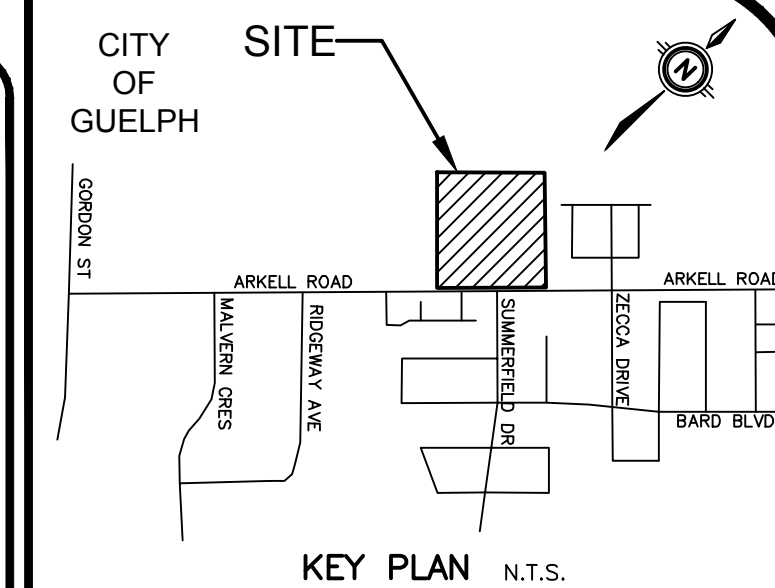 CITY
OF
GUELPH
SITE
N
GORDON ST
ARKELL ROAD
ARKELL ROAD
MALVERN CRES
RIDGEWAY AVE
SUMMERFIELD DR
ZECCA DRIVE
BARD BLVD
KEY PLAN N.T.S.